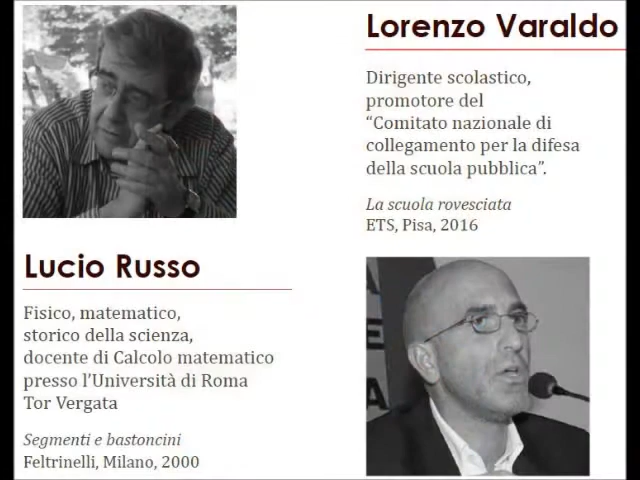 Lorenzo Varaldo
Dirigente scolastico,
promotore del
“Comitato nazionale di
collegamento per la difesa
della scuola pubblica”.
La scuola rovesciata
ETS, Pisa, 2016
Lucio Russo
Fisico, matematico,
storico della scienza,
docente di Calcolo matematico
presso l’Università di Roma
Tor Vergata
Segmenti e bastoncini
Feltrinelli, Milano, 2000